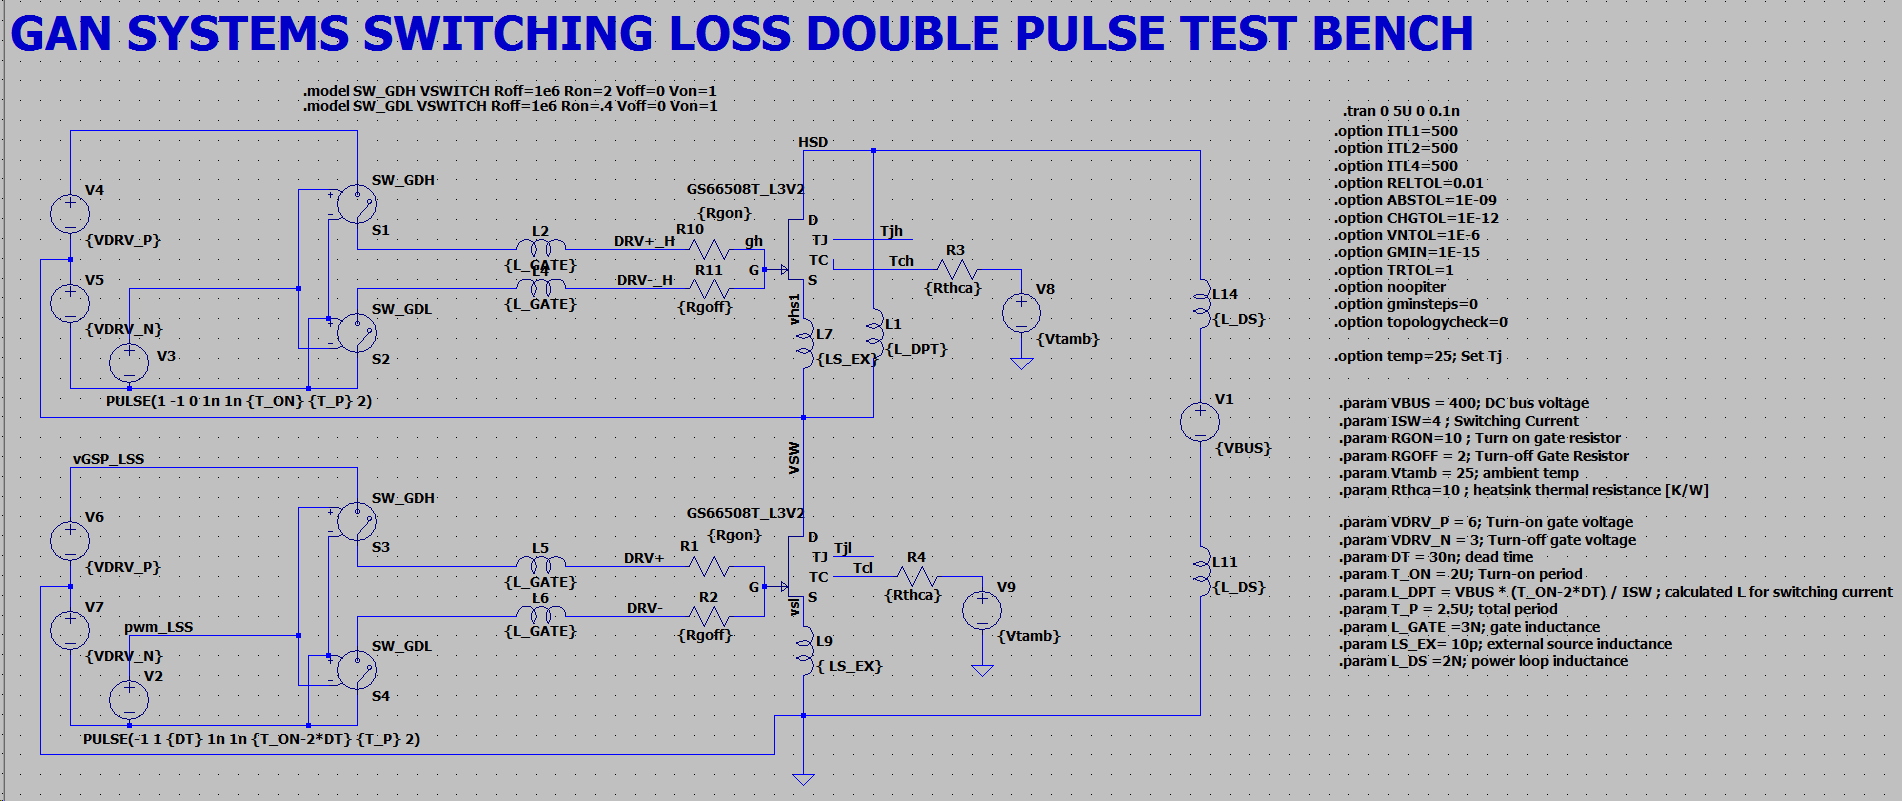 GAN SYSTEMS SWITCHING LOSS DOUBLE PULSE TEST BENCH
.model SW_GDH VSWITCH Roff=1e6 Ron=2 Voff=0 Von=1
.model SW_GDL VSWITCH Roff=1e6 Ron=.4 Voff=0 Von=1
V4
{VDRV_P}
V5
{VDRV_N}
V3
PULSE(1 -1 0 1n 1n {T_ON} {T_P} 2)
SW_GDH
S1
SW_GDL
S2
L2
{L_GATE}
L4
{L_GATE}
DRV+_H
R10
{Rgon}
gh
DRV-_H
R11
{Rgoff}
GS66508T_L3V2
HSD
D
TJ
TC
G
S
Tjh
Tch
R3
{Rthca}
V8
{Vtamb}
vhs1
L7
{LS_EX}
L1
{L_DPT}
VSW
L14
{L_DS}
V1
{VBUS}
L11
{L_DS}
vGSP_LSS
V6
{VDRV_P}
V7
{VDRV_N}
pwm_LSS
V2
PULSE(-1 1 {DT} 1n 1n {T_ON-2*DT} {T_P} 2)
SW_GDH
S3
SW_GDL
S4
L5
{L_GATE}
L6
{L_GATE}
DRV+
R1
{Rgon}
DRV-
R2
{Rgoff}
GS66508T_L3V2
D
TJ
TC
G
S
Tjl
Tcl
R4
{Rthca}
V9
{Vtamb}
vsl
L9
{ LS_EX}
.tran 0 5U 0 0.1n
.option ITL1=500
.option ITL2=500
.option ITL4=500
.option RELTOL=0.01
.option ABSTOL=1E-09
.option CHGTOL=1E-12
.option VNTOL=1E-6
.option GMIN=1E-15
.option TRTOL=1
.option noopiter
.option gminsteps=0
.option topologycheck=0
.option temp=25; Set Tj
.param VBUS = 400; DC bus voltage
.param ISW=4 ; Switching Current
.param RGON=10 ; Turn on gate resistor
.param RGOFF = 2; Turn-off Gate Resistor
.param Vtamb = 25; ambient temp
.param Rthca=10 ; heatsink thermal resistance [K/W]
.param VDRV_P = 6; Turn-on gate voltage
.param VDRV_N = 3; Turn-off gate voltage
.param DT = 30n; dead time
.param T_ON = 2U; Turn-on period
.param L_DPT = VBUS * (T_ON-2*DT) / ISW ; calculated L for switching current
.param T_P = 2.5U; total period
.param L_GATE =3N; gate inductance
.param LS_EX= 10p; external source inductance
.param L_DS =2N; power loop inductance